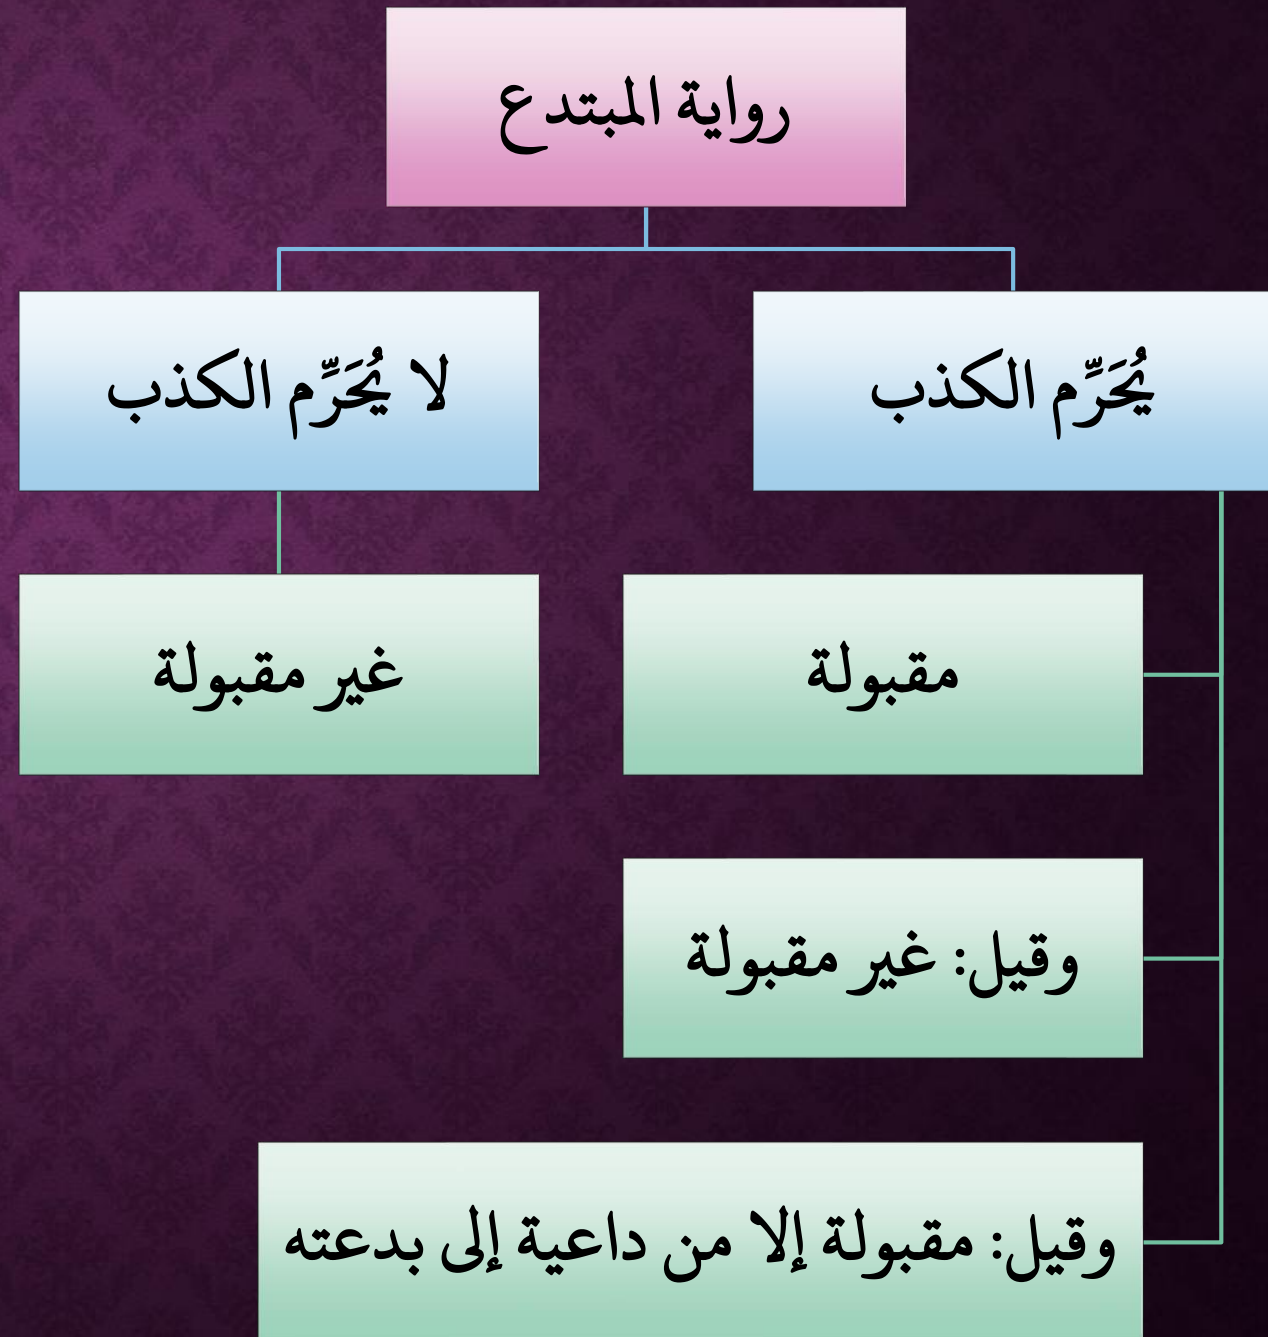 رواية المبتدع
يُحَرِّم الكذب
لا يُحَرِّم الكذب
مقبولة
غير مقبولة
وقيل: غير مقبولة
وقيل: مقبولة إلا من داعية إلى بدعته